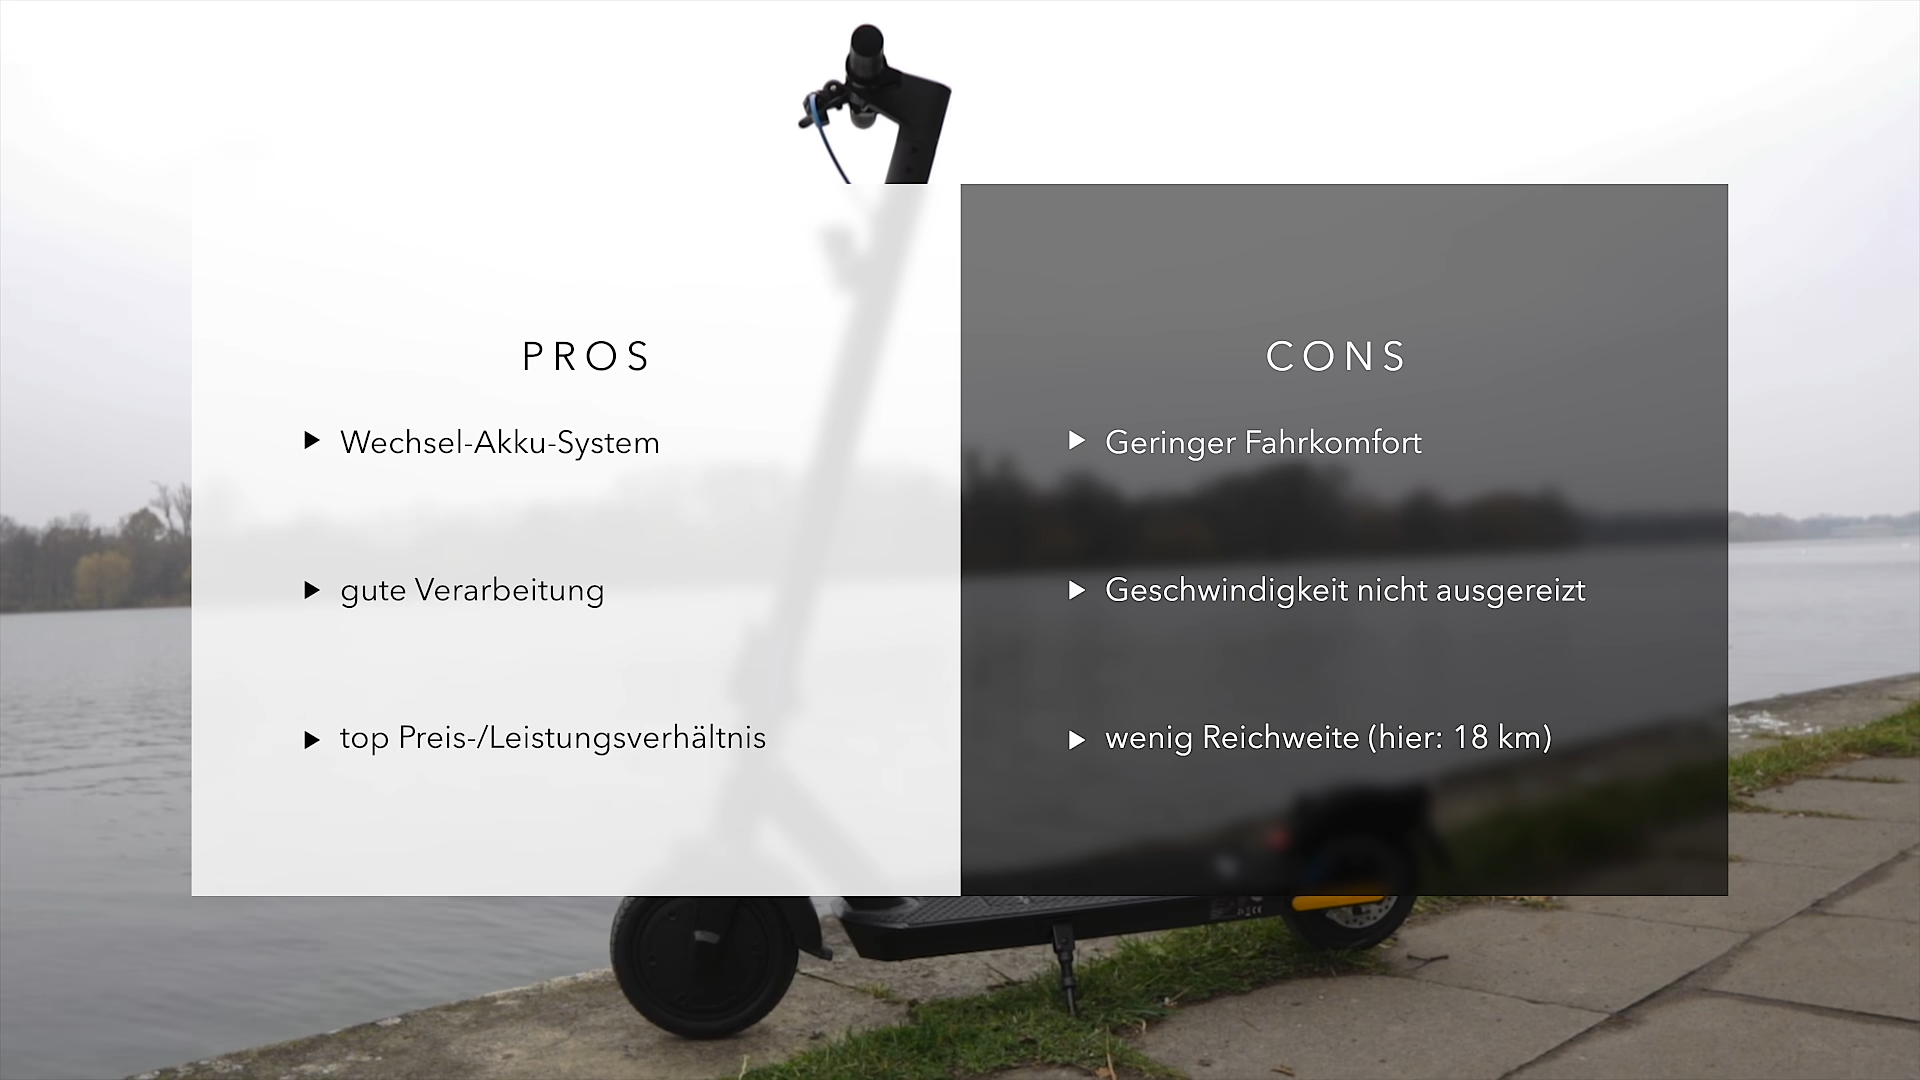 PROS
Wechsel-Akku-System
gute Verarbeitung
top Preis-/Leistungsverhältnis
CONS
Geringer Fahrkomfort
Geschwindigkeit nicht ausgereizt
wenig Reichweite (hier: 18 km)